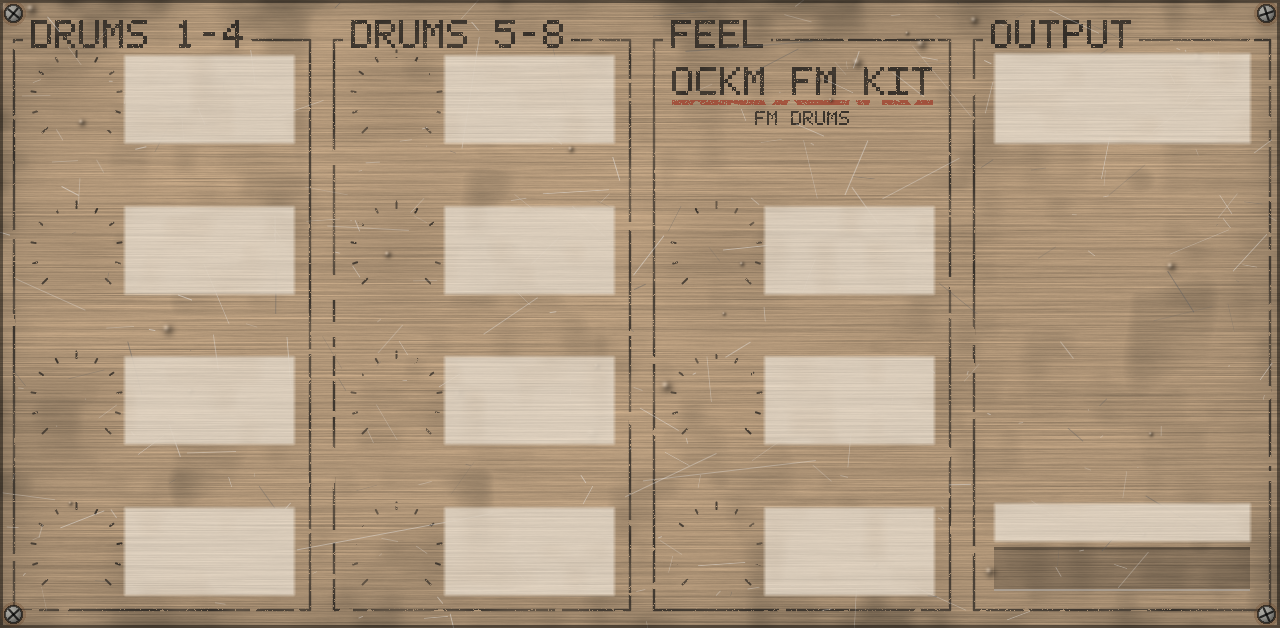 DRUMS 1-4
DRUMS 5-8
FEEL
OUTPUT
OCKM FM KIT
FM DRUMS